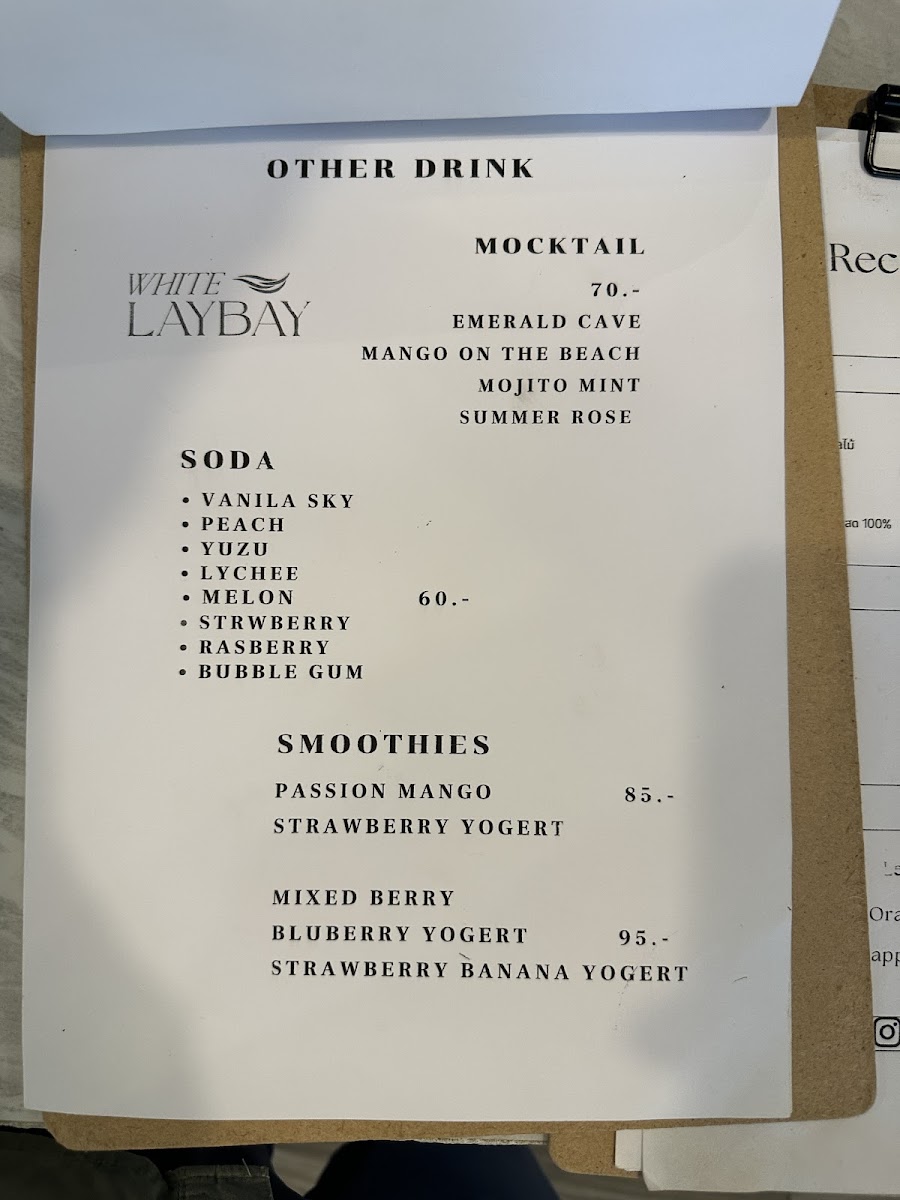 OTHER DRINK
MOCKTAIL
70.-
EMERALD CAVE
MANGO ON THE BEACH
MOJITO MINT
SUMMER ROSE
WHITE
LAYBAY
SODA
• VANILA SKY
• PEACH
• YUZU
• LYCHEE
• MELON 60.-
• STRWBERRY
• RASBERRY
• BUBBLE GUM
SMOOTHIES
PASSION MANGO 85.-
STRAWBERRY YOGERT
MIXED BERRY
BLUBERRY YOGERT 95.-
STRAWBERRY BANANA YOGERT
Rec
100%
Ora
app